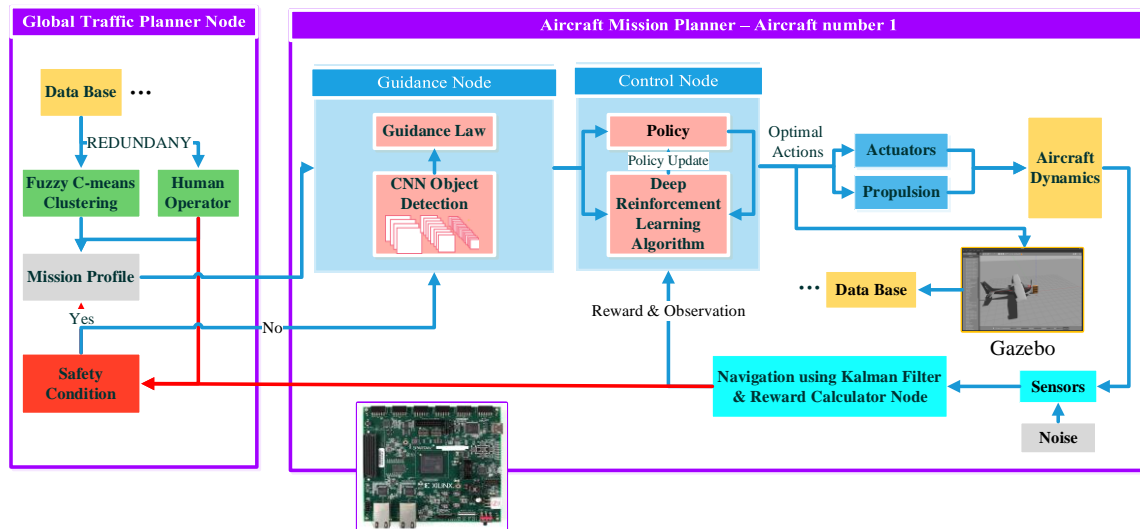 Global Traffic Planner Node
Aircraft Mission Planner – Aircraft number 1
Data Base
...
REDUNDANY
Fuzzy C-means
Clustering
Human
Operator
Mission Profile
Yes
No
Safety
Condition
Guidance Node
Guidance Law
CNN Object
Detection
Control Node
Policy
Policy Update
Deep
Reinforcement
Learning
Algorithm
Optimal
Actions
Actuators
Propulsion
Aircraft
Dynamics
...
Data Base
Gazebo
Reward & Observation
Navigation using Kalman Filter
& Reward Calculator Node
Sensors
Noise
XILINX